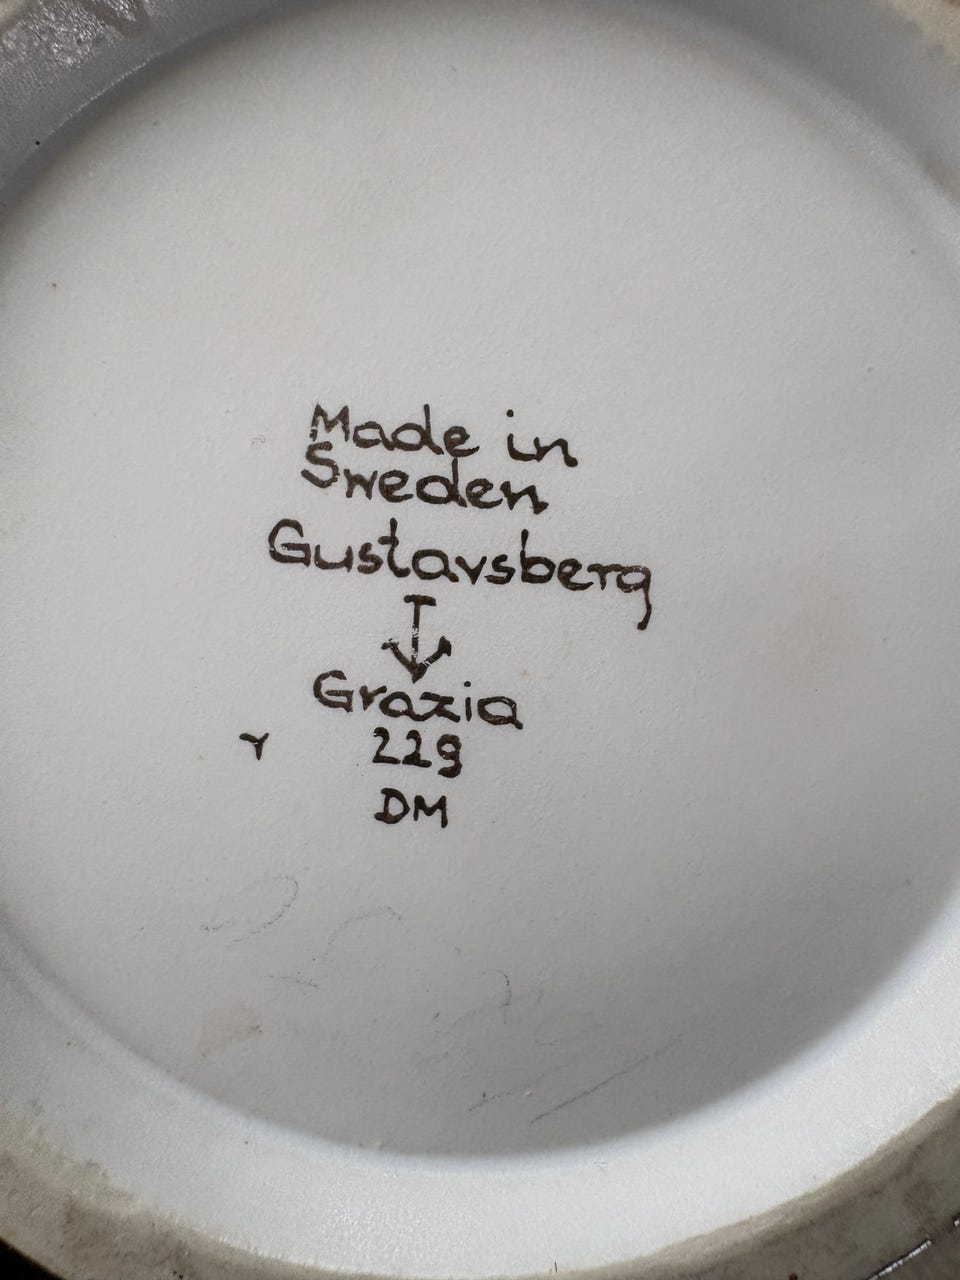 Made in
Sweden
Gustavsberg
Grazia
Y 229
DM